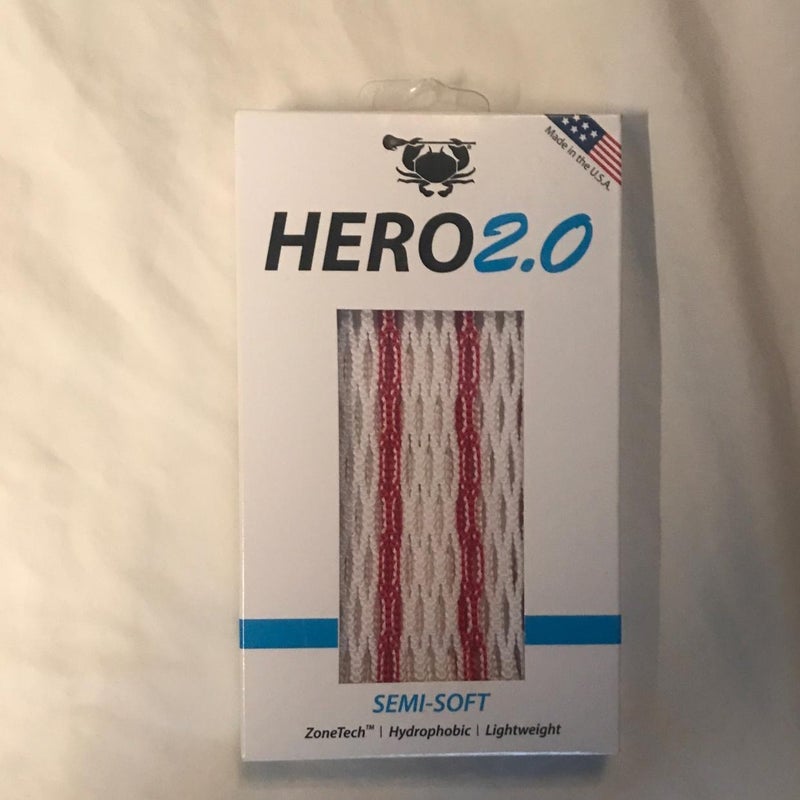 Made in the U.S.A.
HERO2.0
SEMI-SOFT
ZoneTech™ | Hydrophobic | Lightweight